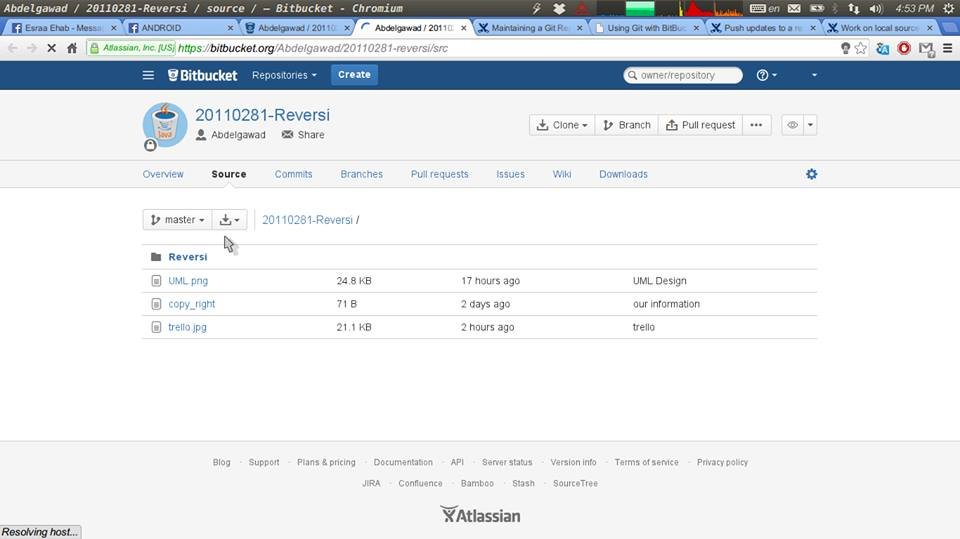 Abdelgawad / 20110281-Reversi / source / — Bitbucket - Chromium en 4:53 PM
Esraa Ehab - Messa ANDROID Abdelgawad / 2011 Abdelgawad / 20110 Maintaining a Git Re Using Git with BitBuc Push updates to a re Work on local source
Atlassian, Inc. [US] https://bitbucket.org/Abdelgawad/20110281-reversi/src
Bitbucket Repositories Create owner/repository
20110281-Reversi
Abdelgawad Share
Clone Branch Pull request
Overview Source Commits Branches Pull requests Issues Wiki Downloads
master 20110281-Reversi /
Reversi
UML.png 24.8 KB 17 hours ago UML Design
copy_right 71 B 2 days ago our information
trello.jpg 21.1 KB 2 hours ago trello
Blog · Support · Plans & pricing · Documentation · API · Server status · Version info · Terms of service · Privacy policy
JIRA · Confluence · Bamboo · Stash · SourceTree
Atlassian
Resolving host...